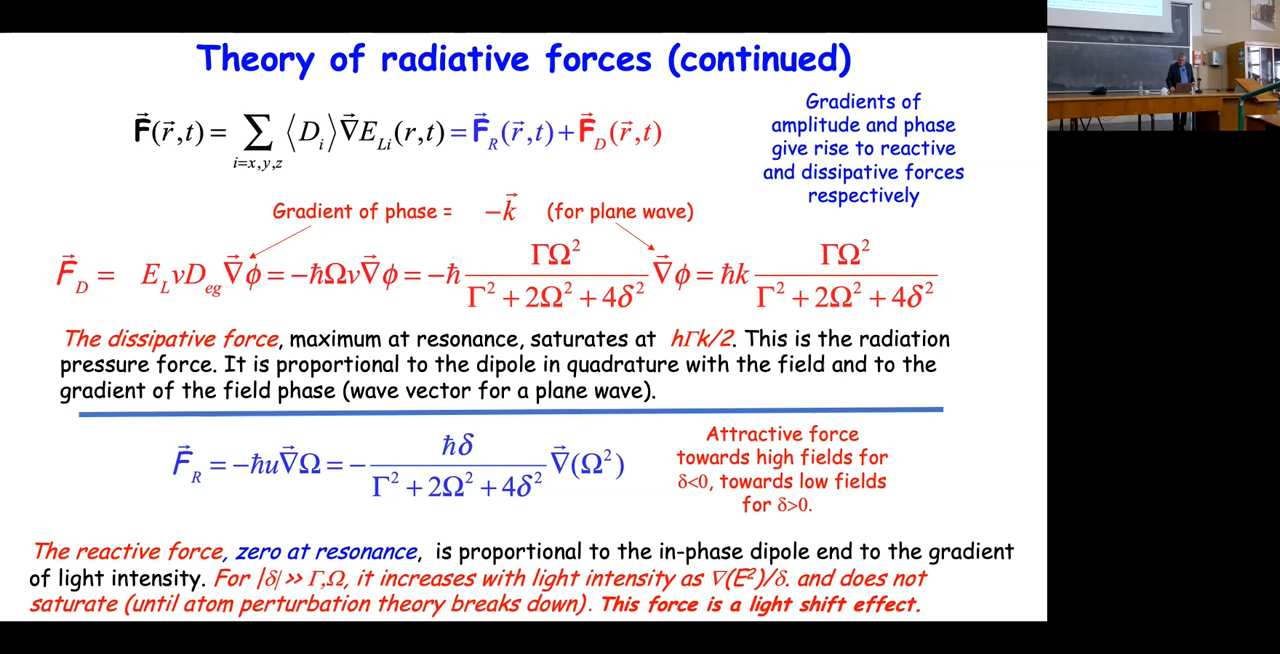 Theory of radiative forces (continued)
F⃗(r⃗,t) = ∑_{i=x,y,z} ⟨D_i⟩ ∇⃗E_{Li}(r,t) = F⃗_R(r⃗,t) + F⃗_D(r⃗,t)
Gradients of
amplitude and phase
give rise to reactive
and dissipative forces
respectively
Gradient of phase = −k⃗ (for plane wave)
F⃗_D = E_L v D_{eg} ∇⃗ϕ = −ħΩv∇⃗ϕ = −ħ ΓΩ²/(Γ² + 2Ω² + 4δ²) ∇⃗ϕ = ħk ΓΩ²/(Γ² + 2Ω² + 4δ²)
The dissipative force, maximum at resonance, saturates at hΓk/2. This is the radiation
pressure force. It is proportional to the dipole in quadrature with the field and to the
gradient of the field phase (wave vector for a plane wave).
F⃗_R = −ħu∇⃗Ω = − ħδ/(Γ² + 2Ω² + 4δ²) ∇⃗(Ω²)
Attractive force
towards high fields for
δ<0, towards low fields
for δ>0.
The reactive force, zero at resonance, is proportional to the in-phase dipole end to the gradient
of light intensity. For |δ| >> Γ,Ω, it increases with light intensity as ∇(E²)/δ. and does not
saturate (until atom perturbation theory breaks down). This force is a light shift effect.